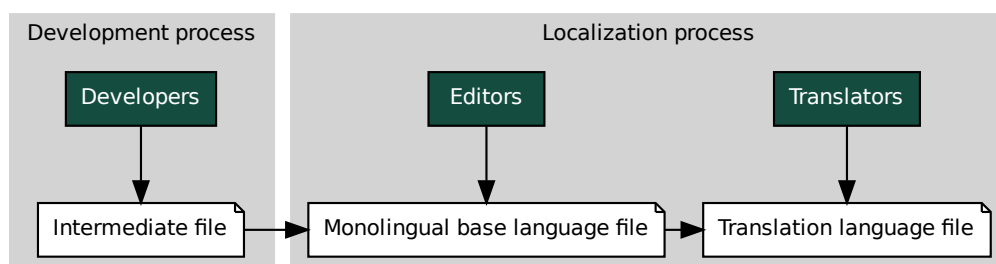 Development process
Localization process
Developers
Editors
Translators
Intermediate file
Monolingual base language file
Translation language file